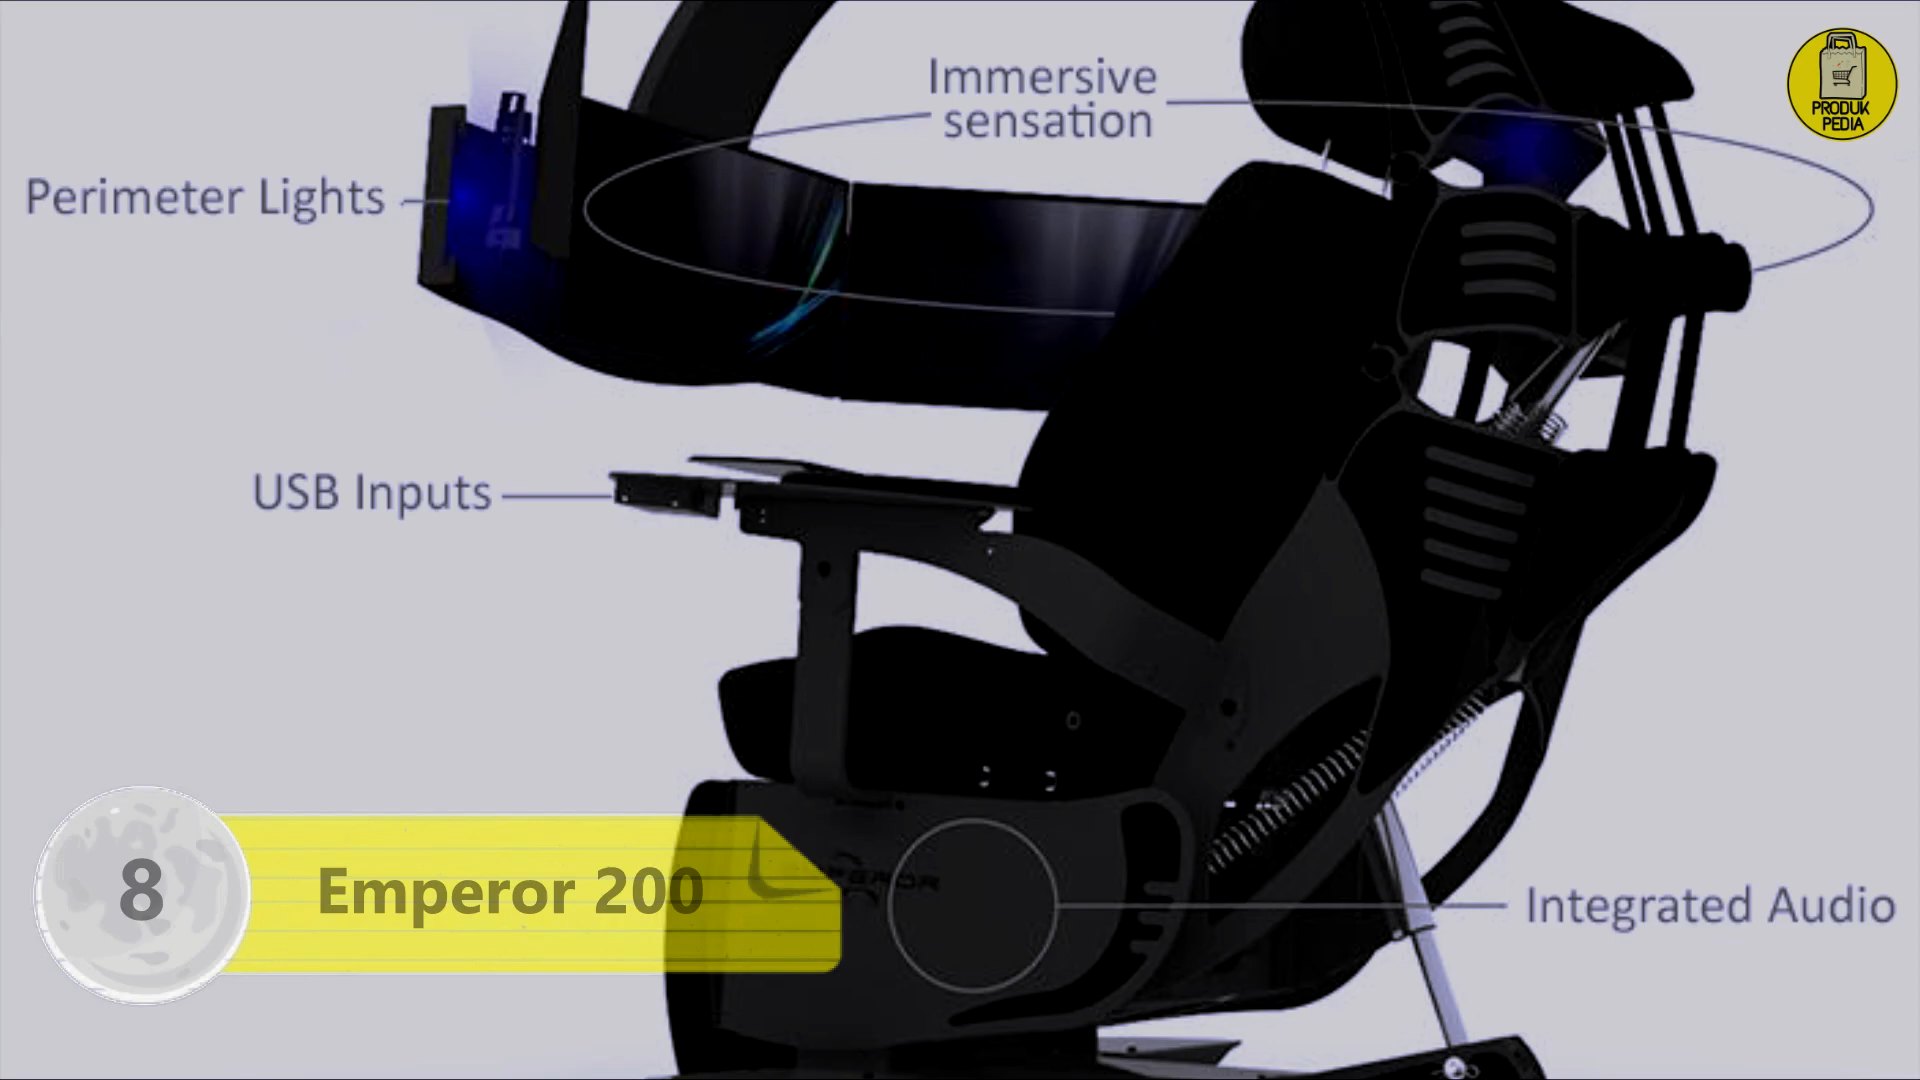 Immersive
sensation
PRODUK
PEDIA
Perimeter Lights
USB Inputs
8
Emperor 200
Integrated Audio